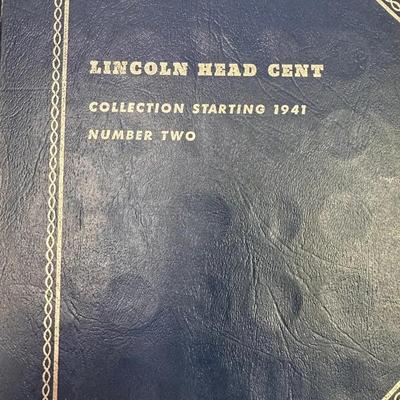 LINCOLN HEAD CENT
COLLECTION STARTING 1941
NUMBER TWO